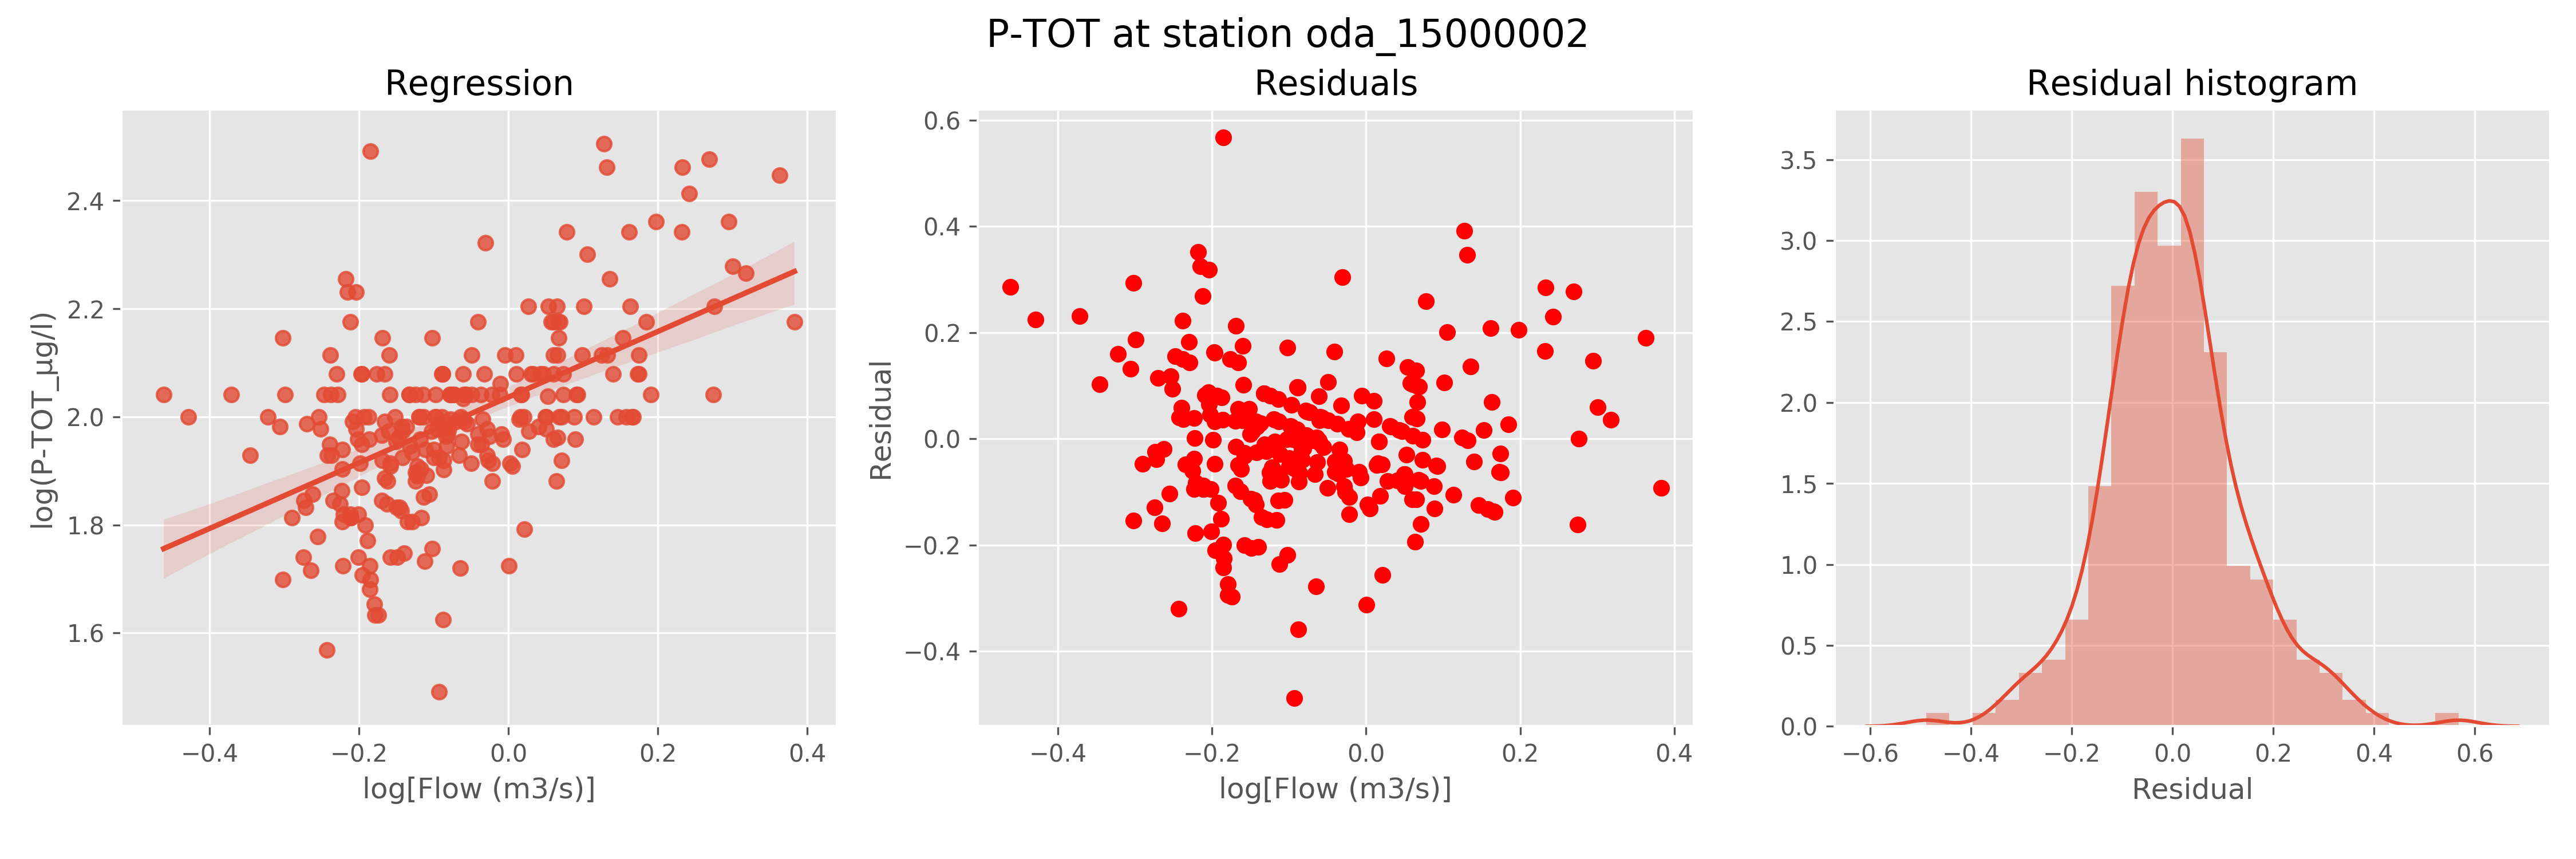 P-TOT at station oda_15000002
Regression
2.4
2.2
2.0
1.8
1.6
log(P-TOT_µg/l)
−0.4 −0.2 0.0 0.2 0.4
log[Flow (m3/s)]
Residuals
0.6
0.4
0.2
0.0
−0.2
−0.4
Residual
−0.4 −0.2 0.0 0.2 0.4
log[Flow (m3/s)]
Residual histogram
3.5
3.0
2.5
2.0
1.5
1.0
0.5
0.0
−0.6 −0.4 −0.2 0.0 0.2 0.4 0.6
Residual